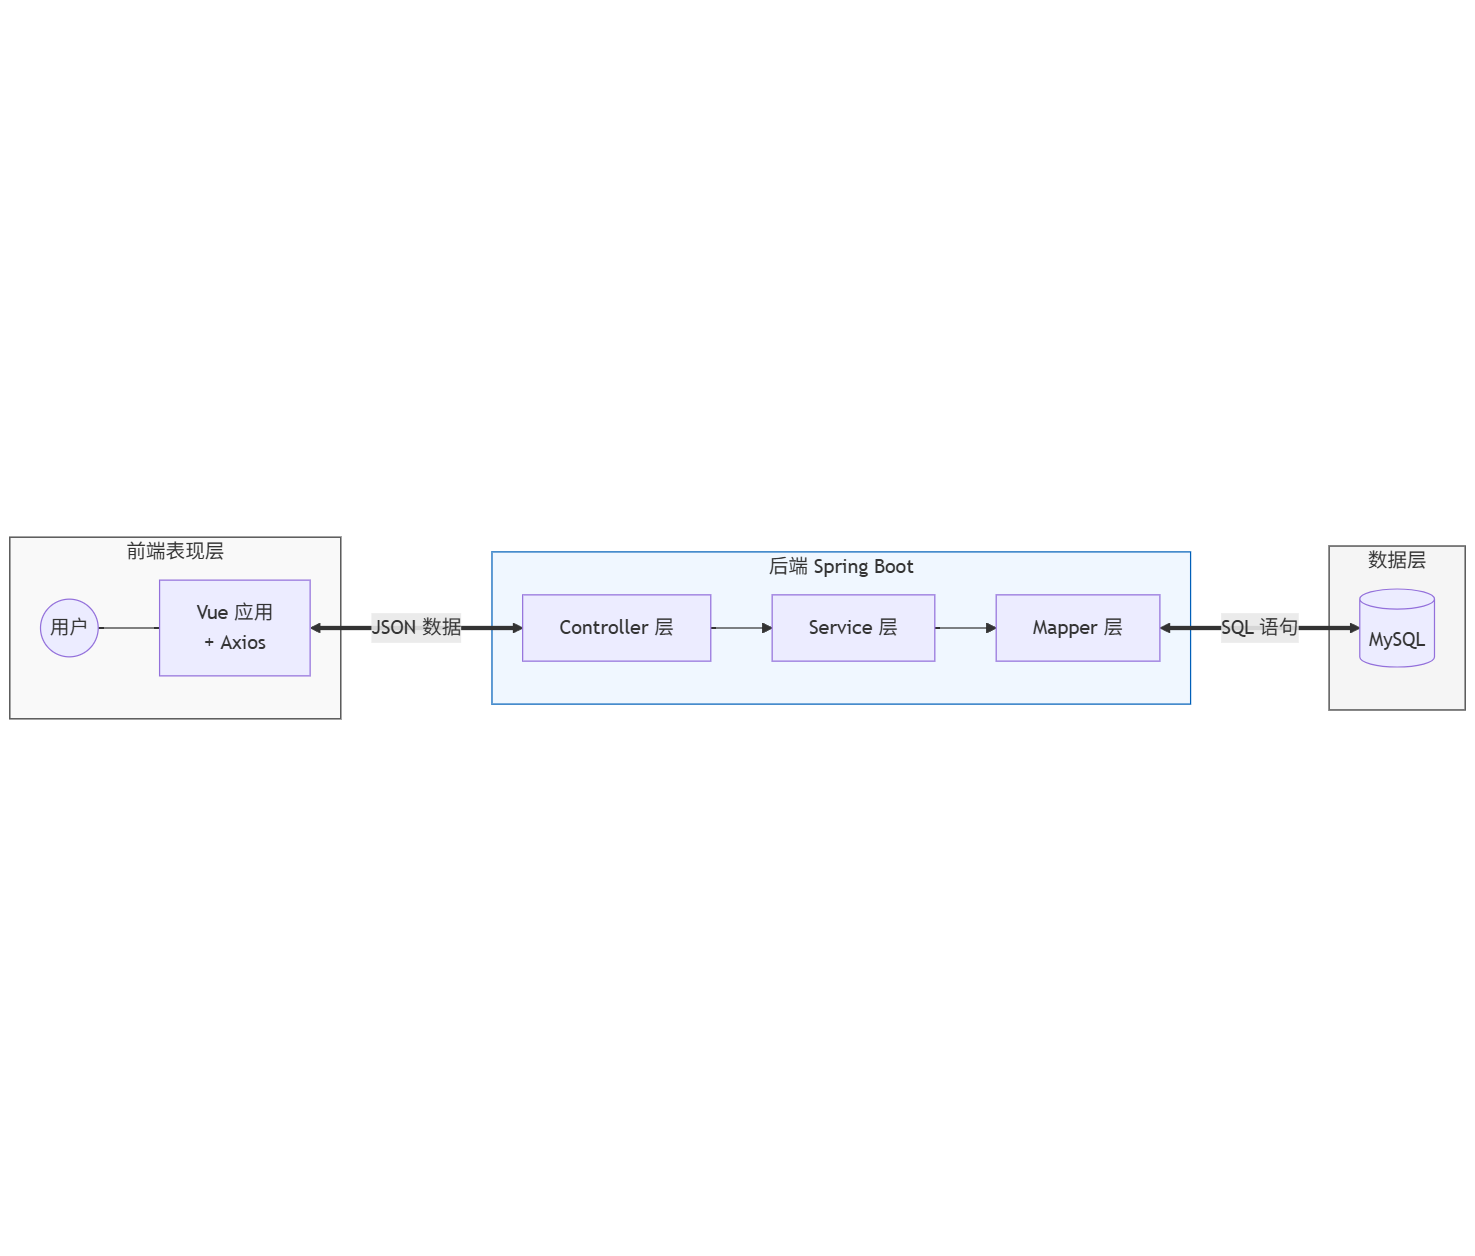 前端表现层
用户
Vue 应用
+ Axios
JSON 数据
后端 Spring Boot
Controller 层
Service 层
Mapper 层
SQL 语句
数据层
MySQL